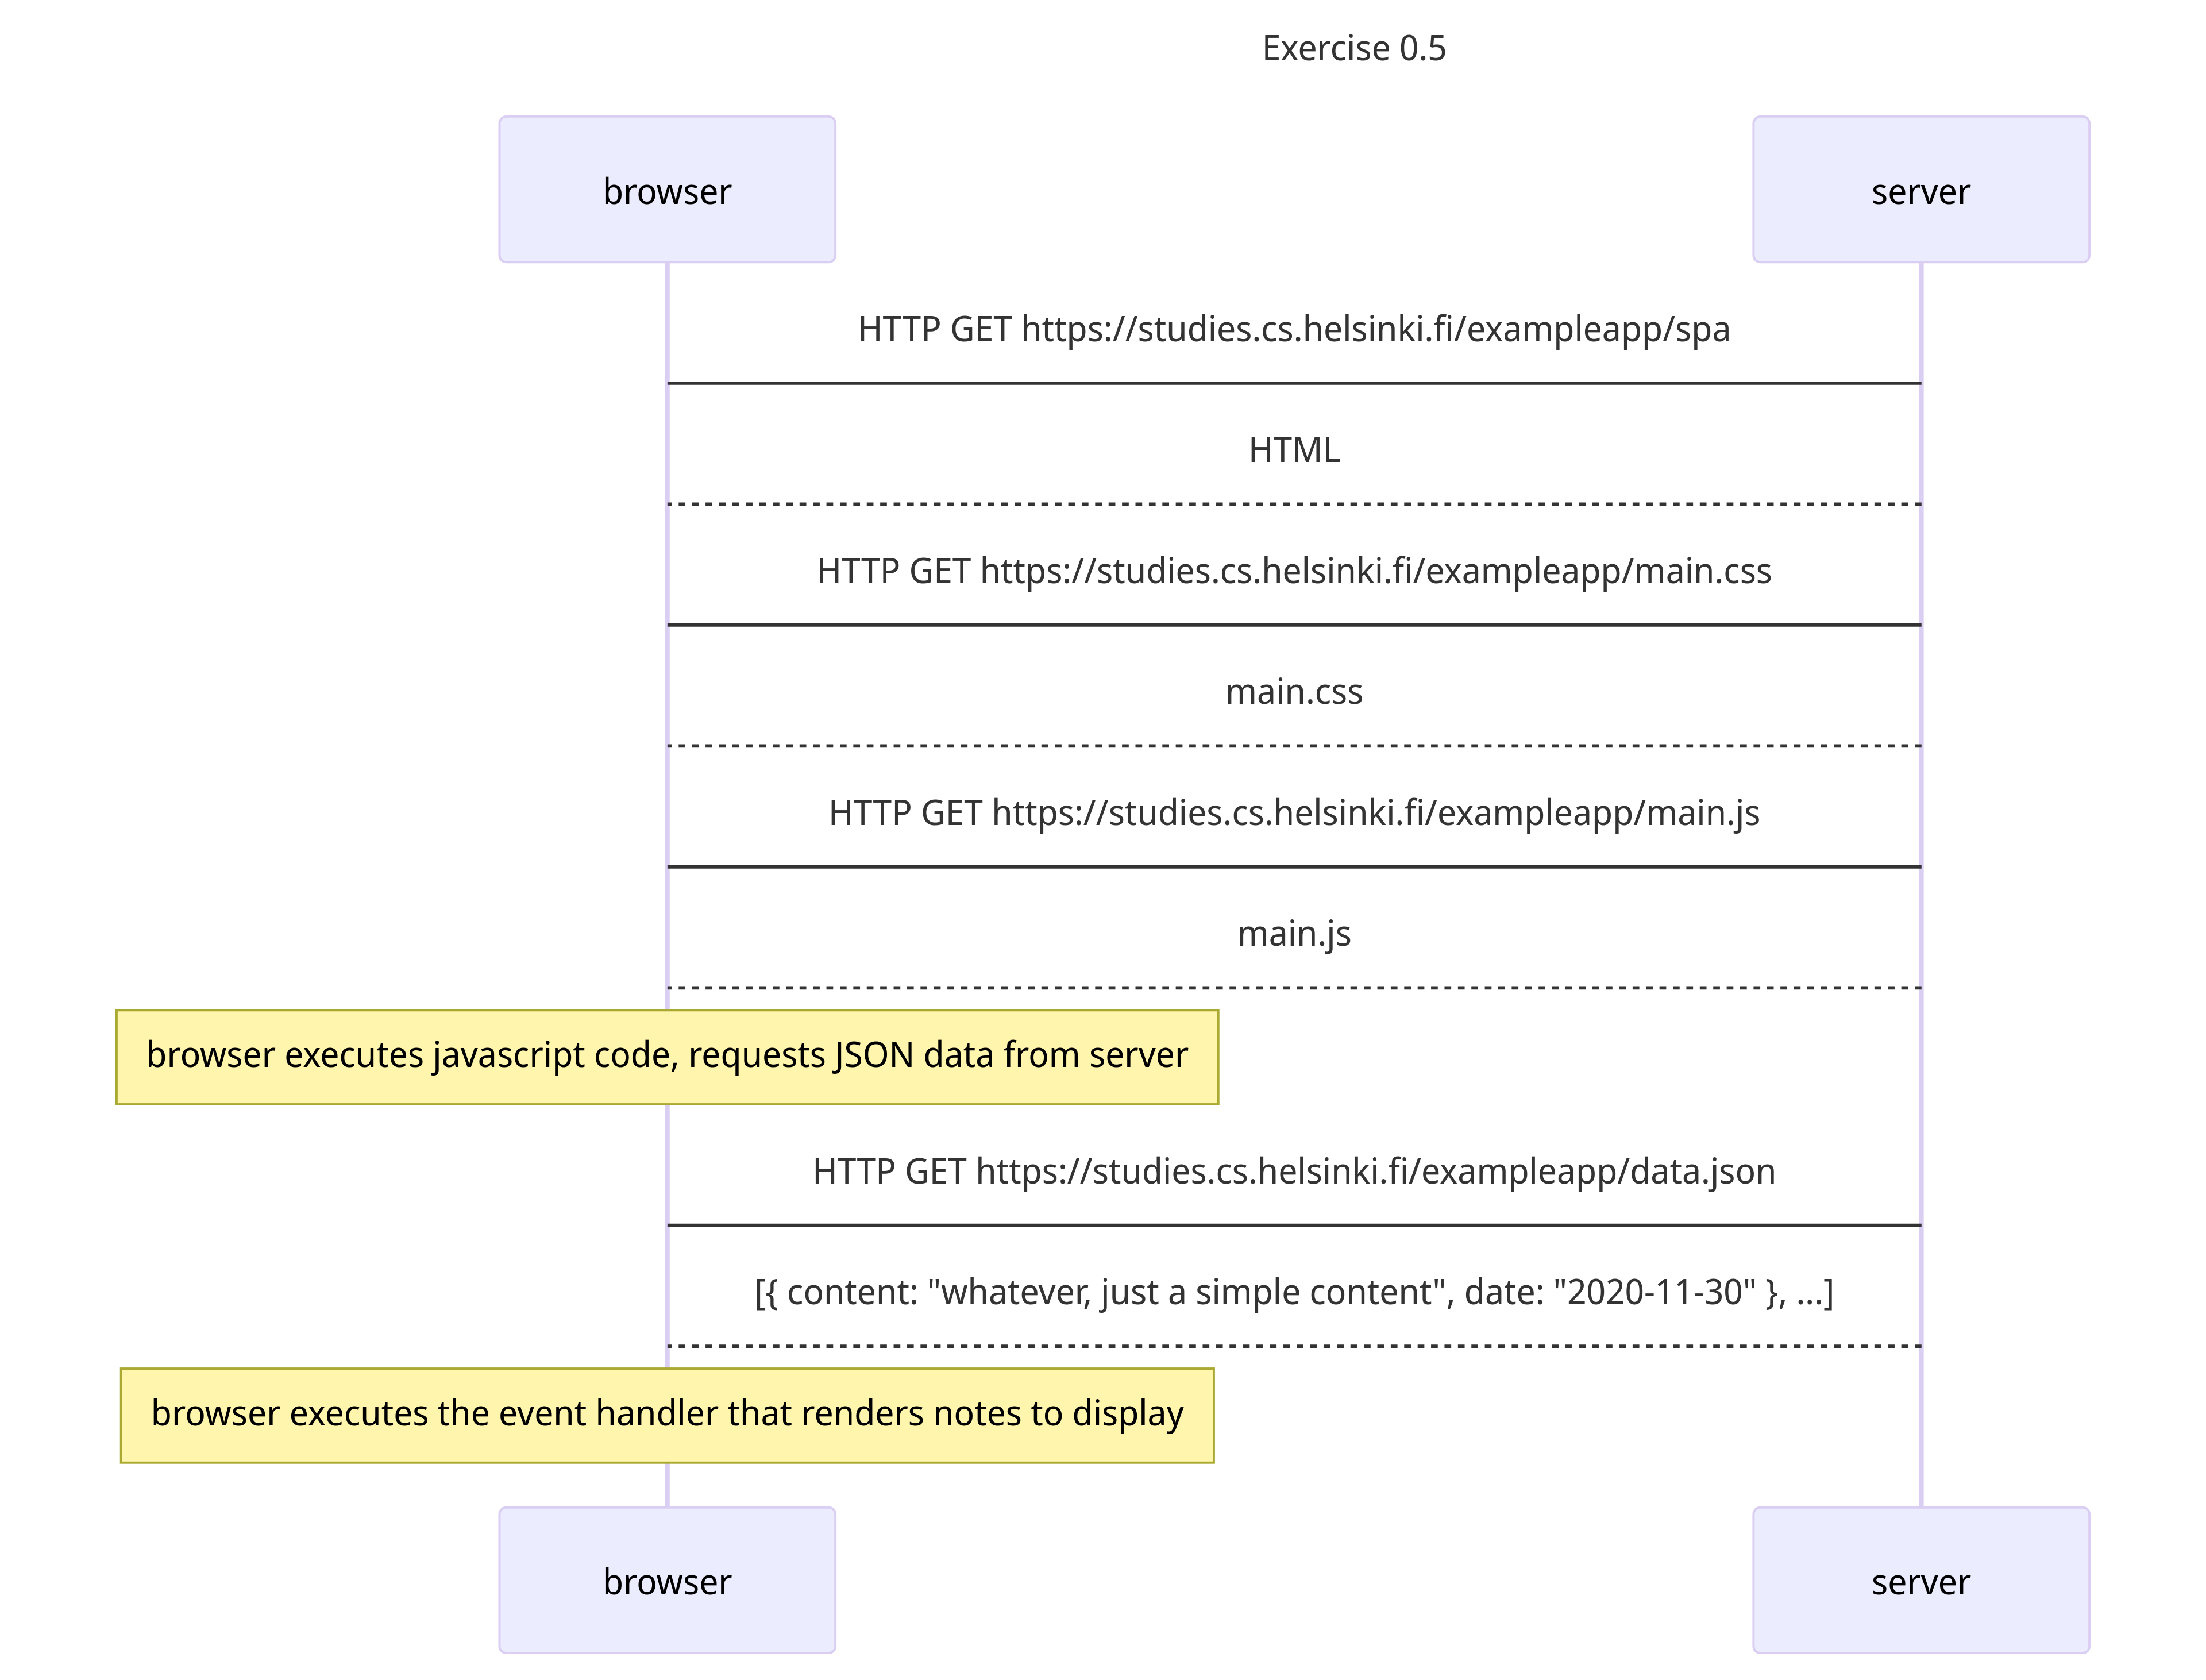 Exercise 0.5
browser
server
HTTP GET https://studies.cs.helsinki.fi/exampleapp/spa
HTML
HTTP GET https://studies.cs.helsinki.fi/exampleapp/main.css
main.css
HTTP GET https://studies.cs.helsinki.fi/exampleapp/main.js
main.js
browser executes javascript code, requests JSON data from server
HTTP GET https://studies.cs.helsinki.fi/exampleapp/data.json
[{ content: "whatever, just a simple content", date: "2020-11-30" }, ...]
browser executes the event handler that renders notes to display
browser
server